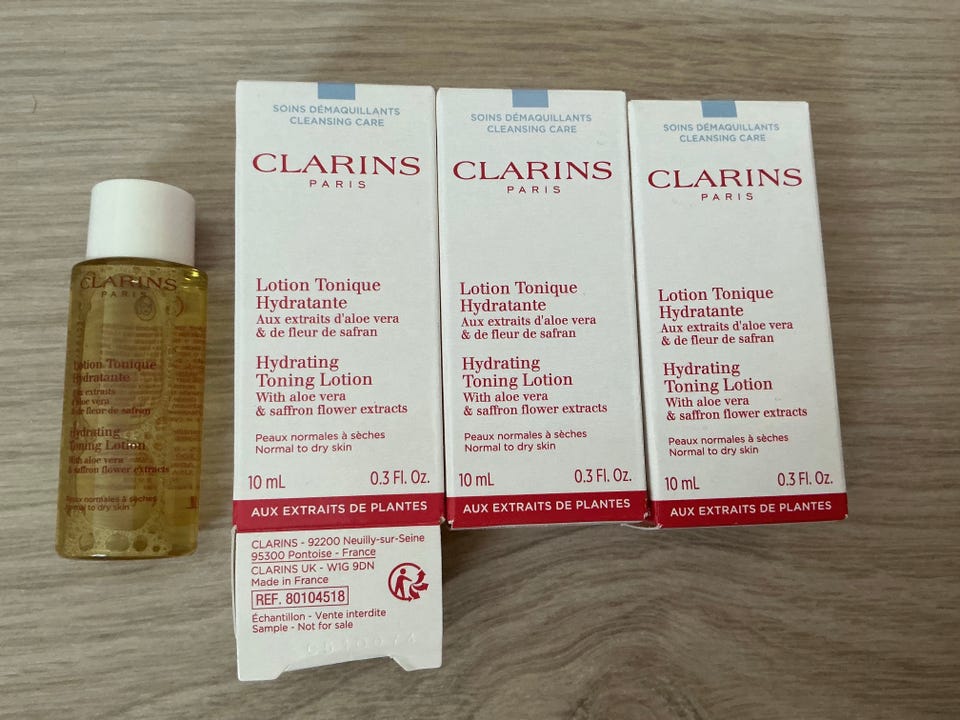 CLARINS
PARIS
Lotion Tonique
Hydratante
Aux extraits
d'aloe vera
& de fleur de safran
Hydrating
Toning Lotion
With aloe vera
& saffron flower extracts
Peaux normales à sèches
Normal to dry skin
SOINS DÉMAQUILLANTS
CLEANSING CARE
CLARINS
PARIS
Lotion Tonique
Hydratante
Aux extraits d'aloe vera
& de fleur de safran
Hydrating
Toning Lotion
With aloe vera
& saffron flower extracts
Peaux normales à sèches
Normal to dry skin
10 mL 0.3 Fl. Oz.
AUX EXTRAITS DE PLANTES
CLARINS - 92200 Neuilly-sur-Seine
95300 Pontoise - France
CLARINS UK - W1G 9DN
Made in France
REF. 80104518
Échantillon - Vente interdite
Sample - Not for sale
SOINS DÉMAQUILLANTS
CLEANSING CARE
CLARINS
PARIS
Lotion Tonique
Hydratante
Aux extraits d'aloe vera
& de fleur de safran
Hydrating
Toning Lotion
With aloe vera
& saffron flower extracts
Peaux normales à sèches
Normal to dry skin
10 mL 0.3 Fl. Oz.
AUX EXTRAITS DE PLANTES
SOINS DÉMAQUILLANTS
CLEANSING CARE
CLARINS
PARIS
Lotion Tonique
Hydratante
Aux extraits d'aloe vera
& de fleur de safran
Hydrating
Toning Lotion
With aloe vera
& saffron flower extracts
Peaux normales à sèches
Normal to dry skin
10 mL 0.3 Fl. Oz.
AUX EXTRAITS DE PLANTES